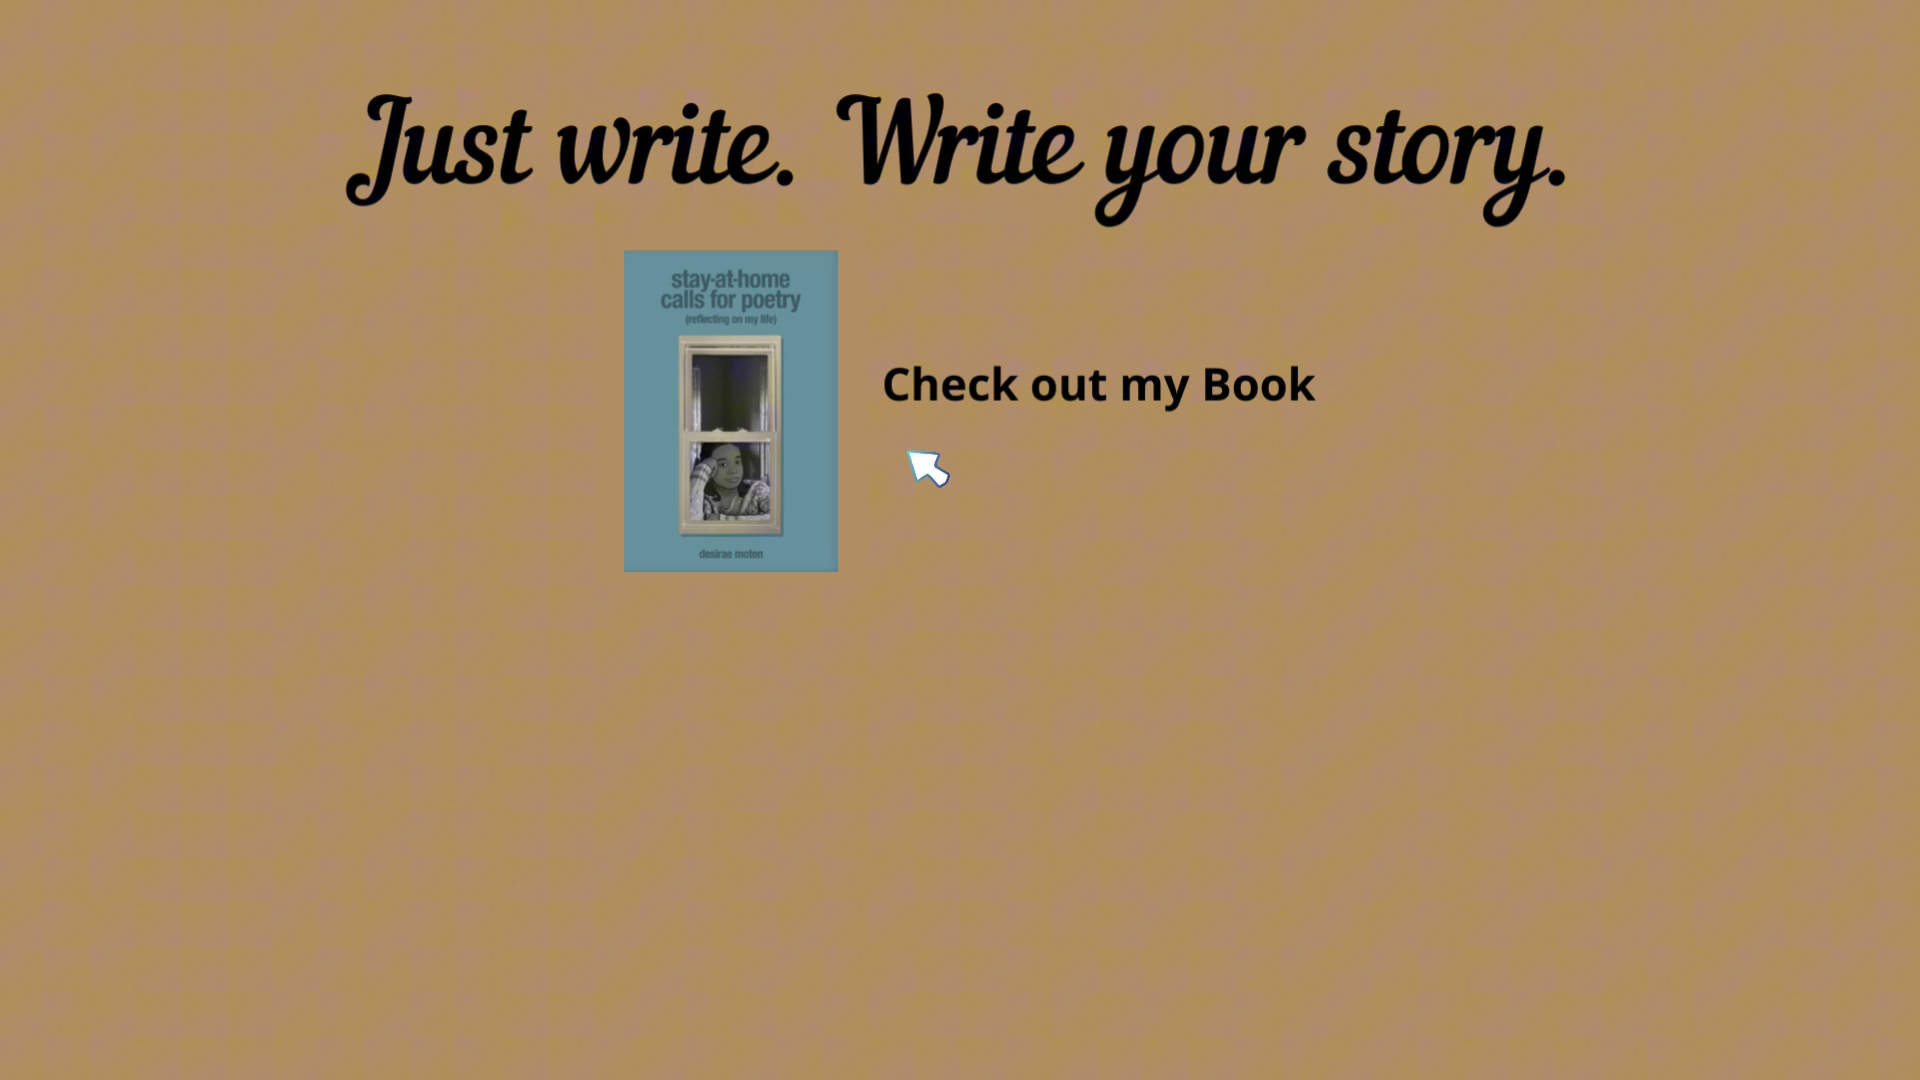 Just write. Write your story.
stay-at-home
calls for poetry
(reflecting on my life)
desirae moten
Check out my Book